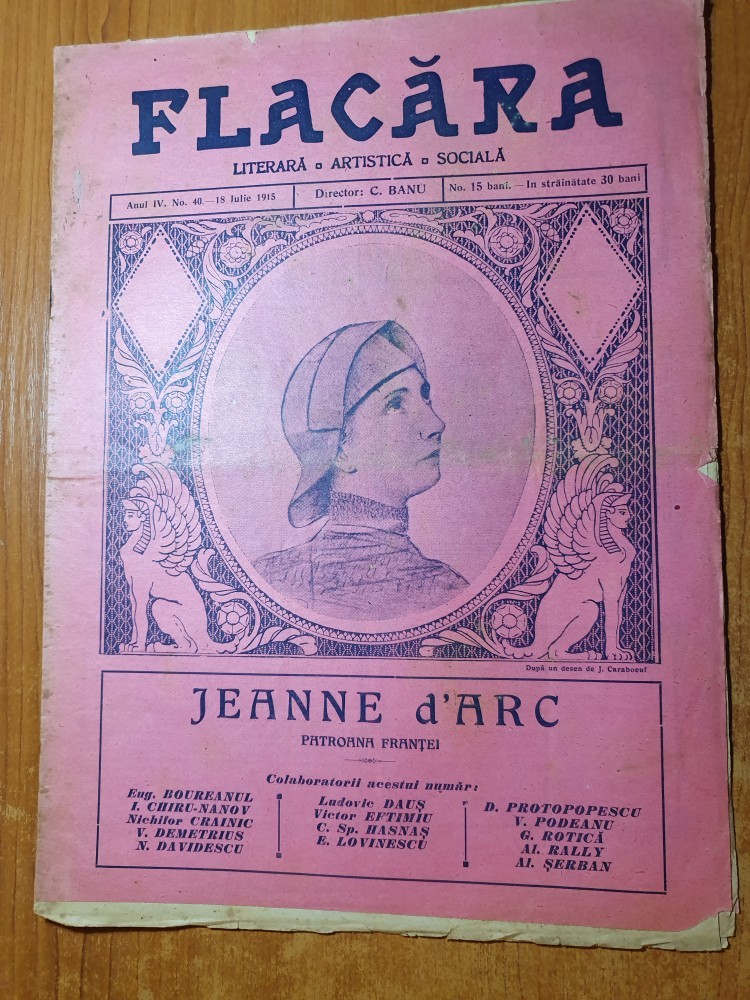 FLACĂRA
LITERARĂ ▫ ARTISTICĂ ▫ SOCIALĂ
Anul IV. No. 40.—18 Iulie 1915
Director: C. BANU
No. 15 bani.—In străinătate 30 bani
După un desen de J. Caraboeuf
JEANNE d'ARC
PATROANA FRANȚEI
Colaboratorii acestui număr:
Eug. BOUREANUL
I. CHIRU-NANOV
Nichifor CRAINIC
V. DEMETRIUS
N. DAVIDESCU
Ludovic DAUȘ
Victor EFTIMIU
C. Sp. HASNAȘ
E. LOVINESCU
D. PROTOPOPESCU
V. PODEANU
G. ROTICĂ
Al. RALLY
Al. ȘERBAN